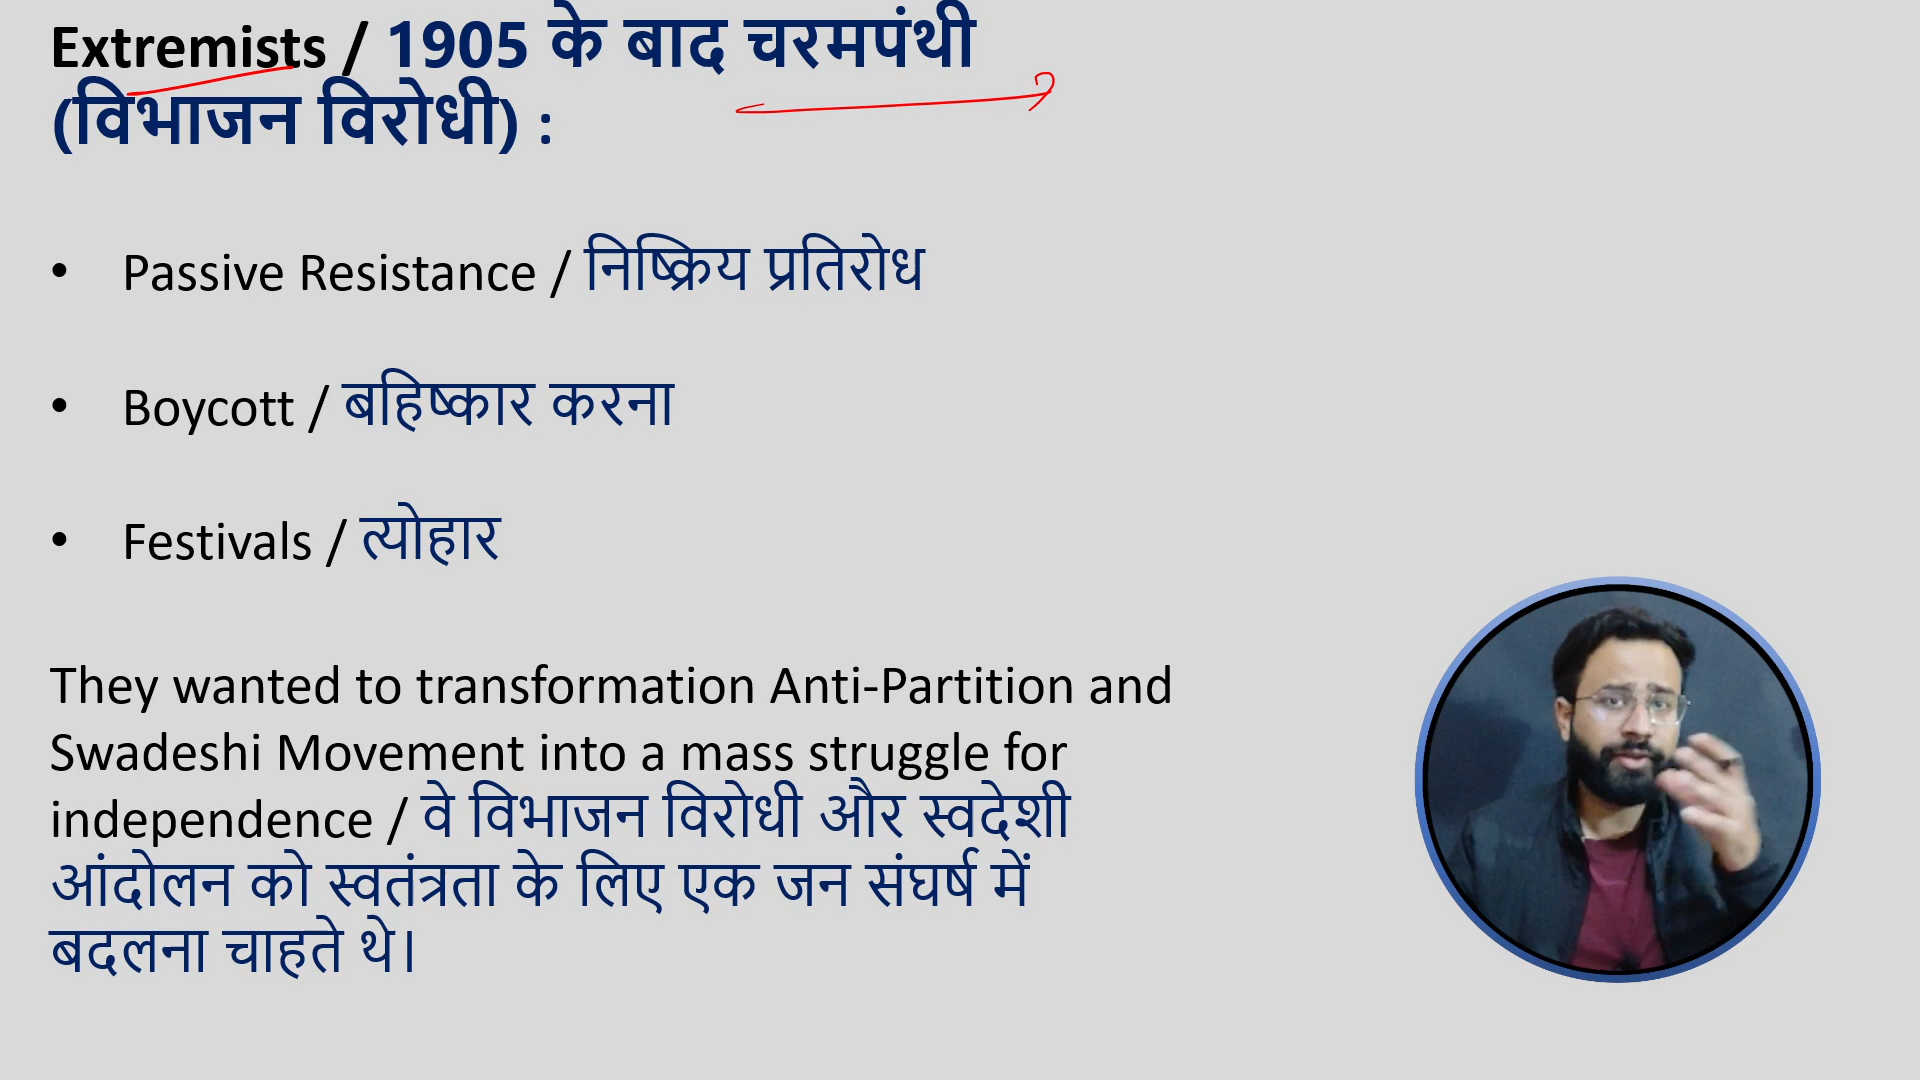 Extremists / 1905 के बाद चरमपंथी
(विभाजन विरोधी) :
• Passive Resistance / निष्क्रिय प्रतिरोध
• Boycott / बहिष्कार करना
• Festivals / त्योहार
They wanted to transformation Anti-Partition and
Swadeshi Movement into a mass struggle for
independence / वे विभाजन विरोधी और स्वदेशी
आंदोलन को स्वतंत्रता के लिए एक जन संघर्ष में
बदलना चाहते थे।